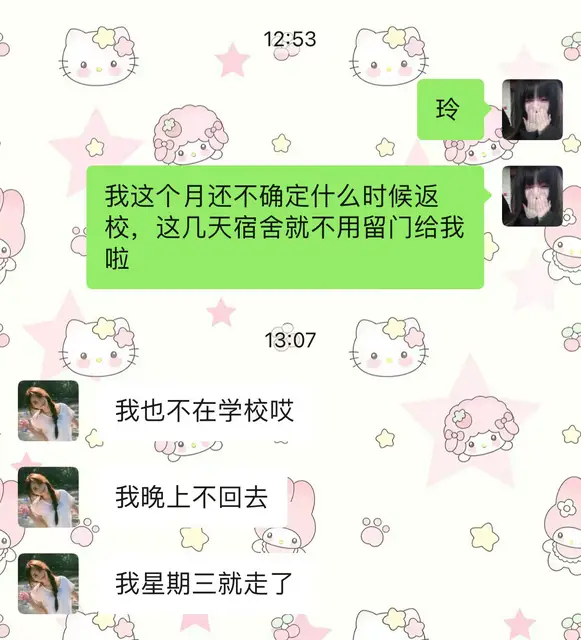 12:53
玲
我这个月还不确定什么时候返
校，这几天宿舍就不用留门给我
啦
13:07
我也不在学校哎
我晚上不回去
我星期三就走了